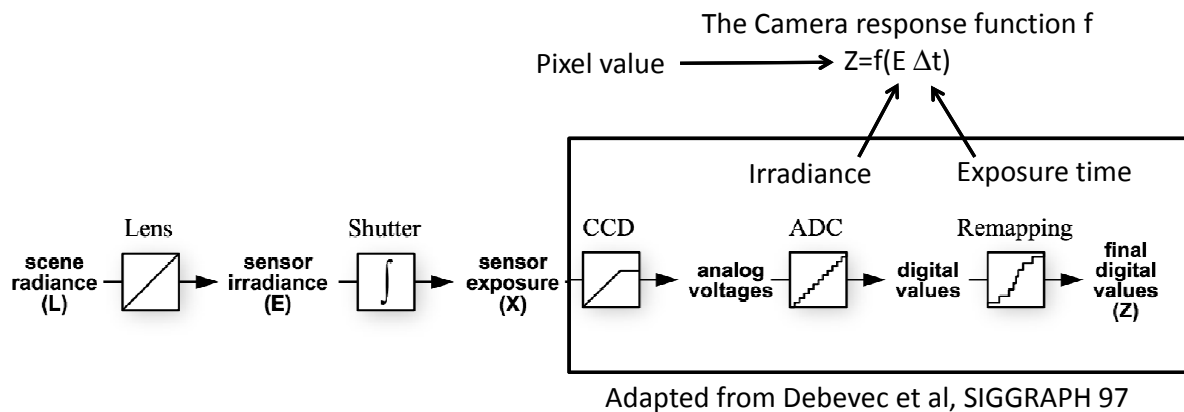 The Camera response function f
Pixel value
Z=f(E Δt)
Irradiance
Exposure time
Lens
Shutter
CCD
ADC
Remapping
scene
radiance
(L)
sensor
irradiance
(E)
∫
sensor
exposure
(X)
analog
voltages
digital
values
final
digital
values
(Z)
Adapted from Debevec et al, SIGGRAPH 97